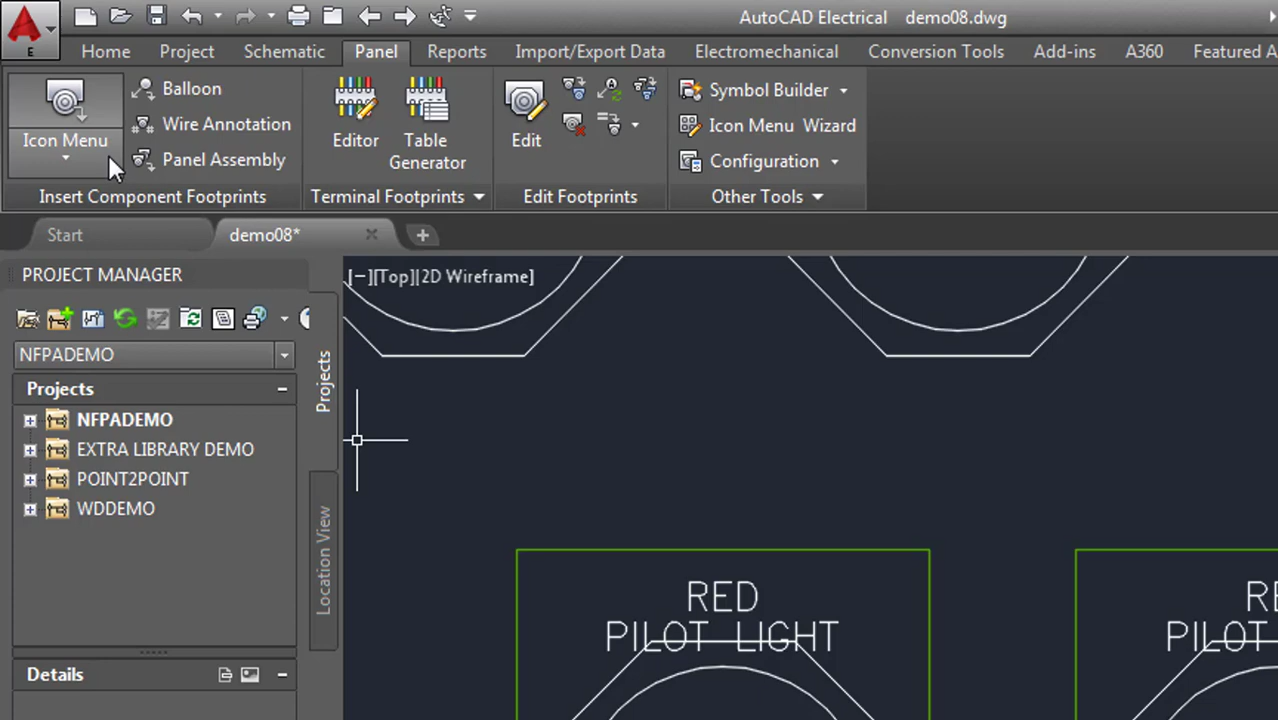 AutoCAD Electrical demo08.dwg
E
Home Project Schematic Panel Reports Import/Export Data Electromechanical Conversion Tools Add-ins A360 Featured A
Icon Menu
Balloon
Wire Annotation
Panel Assembly
Insert Component Footprints
Editor
Table
Generator
Terminal Footprints
Edit
Edit Footprints
Symbol Builder
Icon Menu Wizard
Configuration
Other Tools
Start
demo08*
PROJECT MANAGER
NFPADEMO
Projects
NFPADEMO
EXTRA LIBRARY DEMO
POINT2POINT
WDDEMO
Details
Projects
Location View
[−][Top][2D Wireframe]
RED
PILOT LIGHT
RE
PILOT